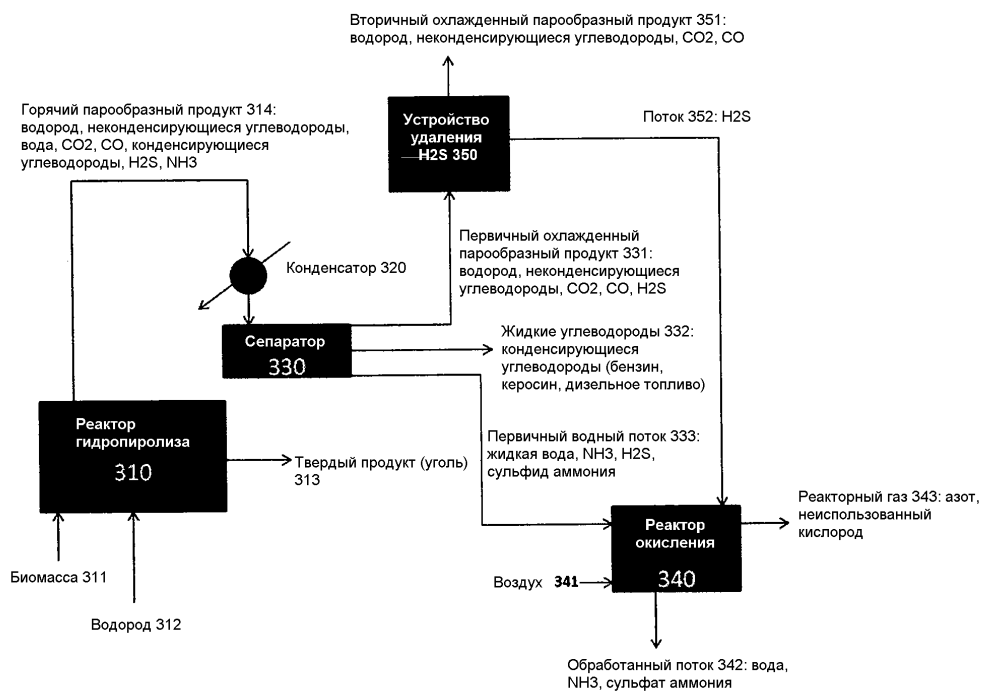 Вторичный охлажденный парообразный продукт 351:
водород, неконденсирующиеся углеводороды, CO2, CO
Горячий парообразный продукт 314:
водород, неконденсирующиеся углеводороды,
вода, CO2, CO, конденсирующиеся
углеводороды, H2S, NH3
Устройство
удаления
H2S 350
Поток 352: H2S
Первичный охлажденный
парообразный продукт 331:
водород, неконденсирующиеся
углеводороды, CO2, CO, H2S
Конденсатор 320
Сепаратор
330
Жидкие углеводороды 332:
конденсирующиеся
углеводороды (бензин,
керосин, дизельное топливо)
Реактор
гидропиролиза
310
Первичный водный поток 333:
жидкая вода, NH3, H2S,
сульфид аммония
Твердый продукт (уголь)
313
Реакторный газ 343: азот,
неиспользованный
кислород
Реактор
окисления
340
Биомасса 311
Воздух 341
Водород 312
Обработанный поток 342: вода,
NH3, сульфат аммония